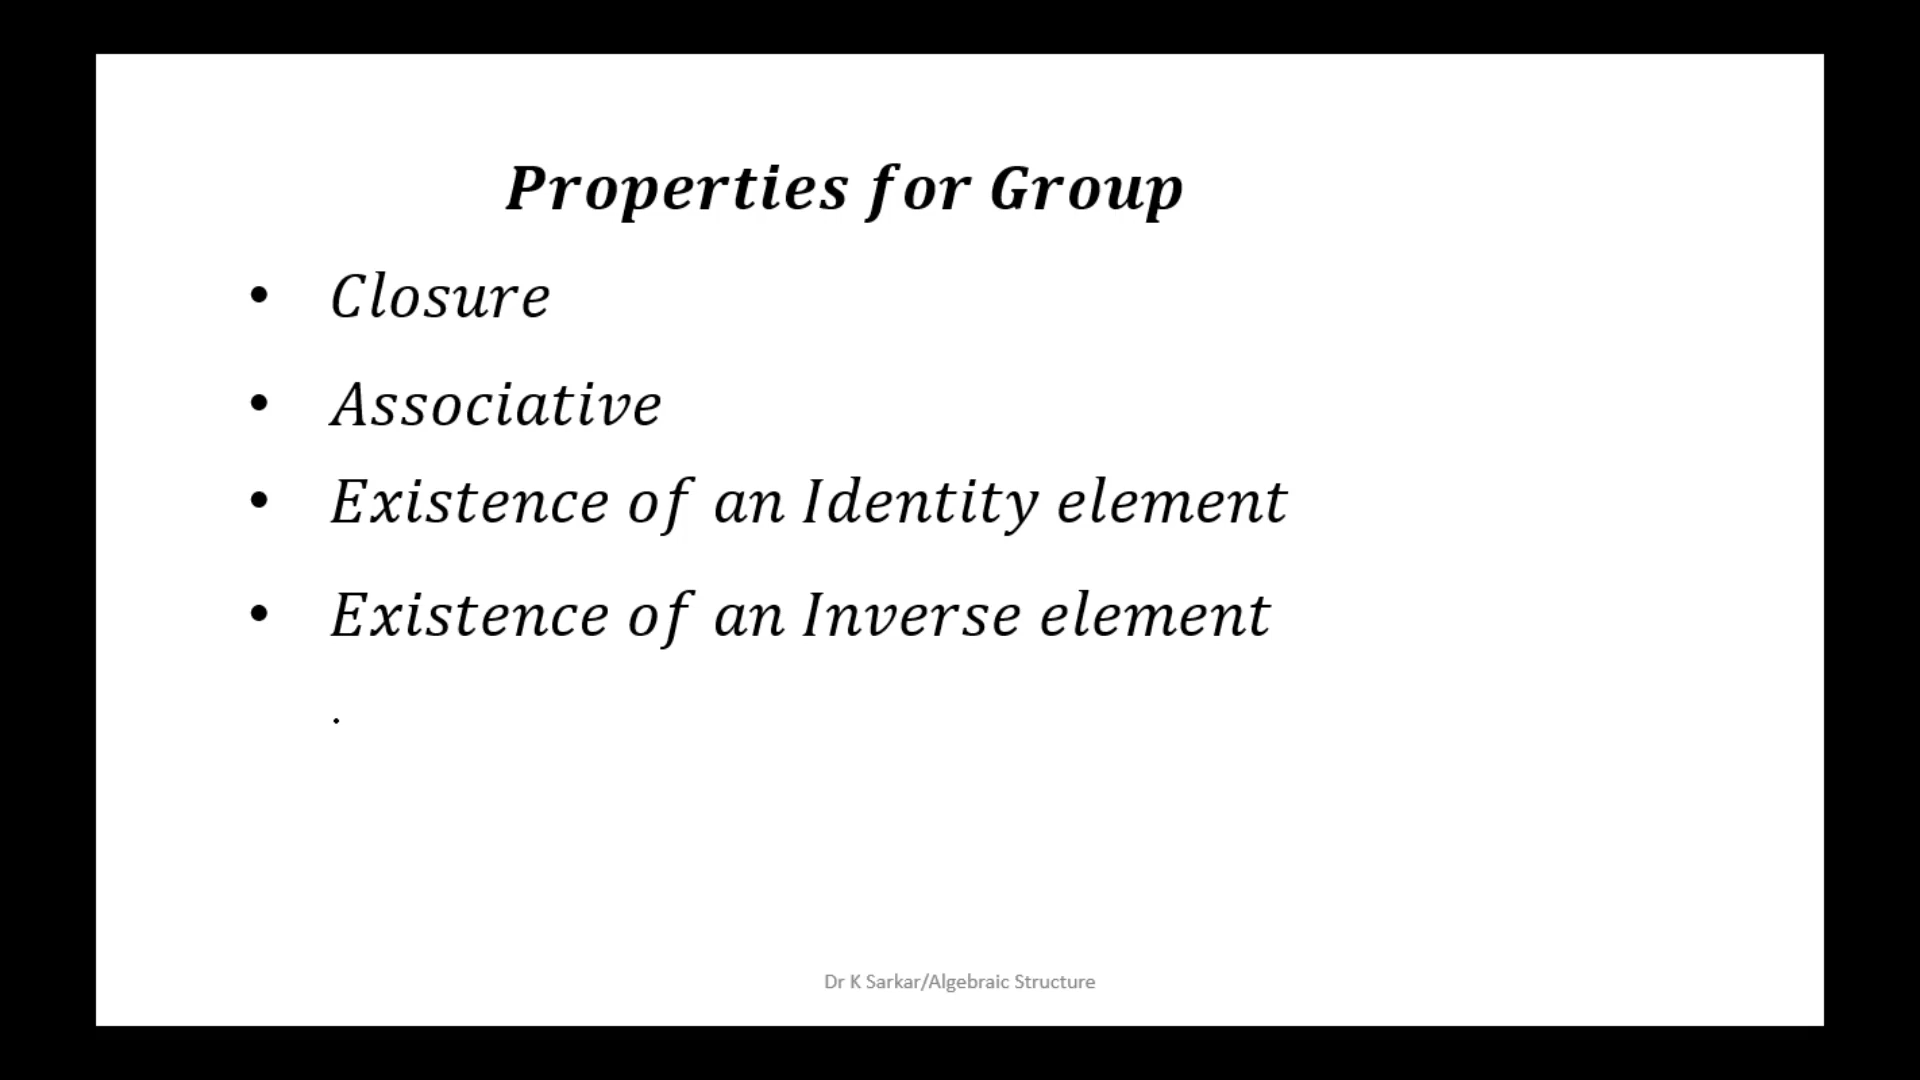 Properties for Group
• Closure
• Associative
• Existence of an Identity element
• Existence of an Inverse element
.
Dr K Sarkar/Algebraic Structure